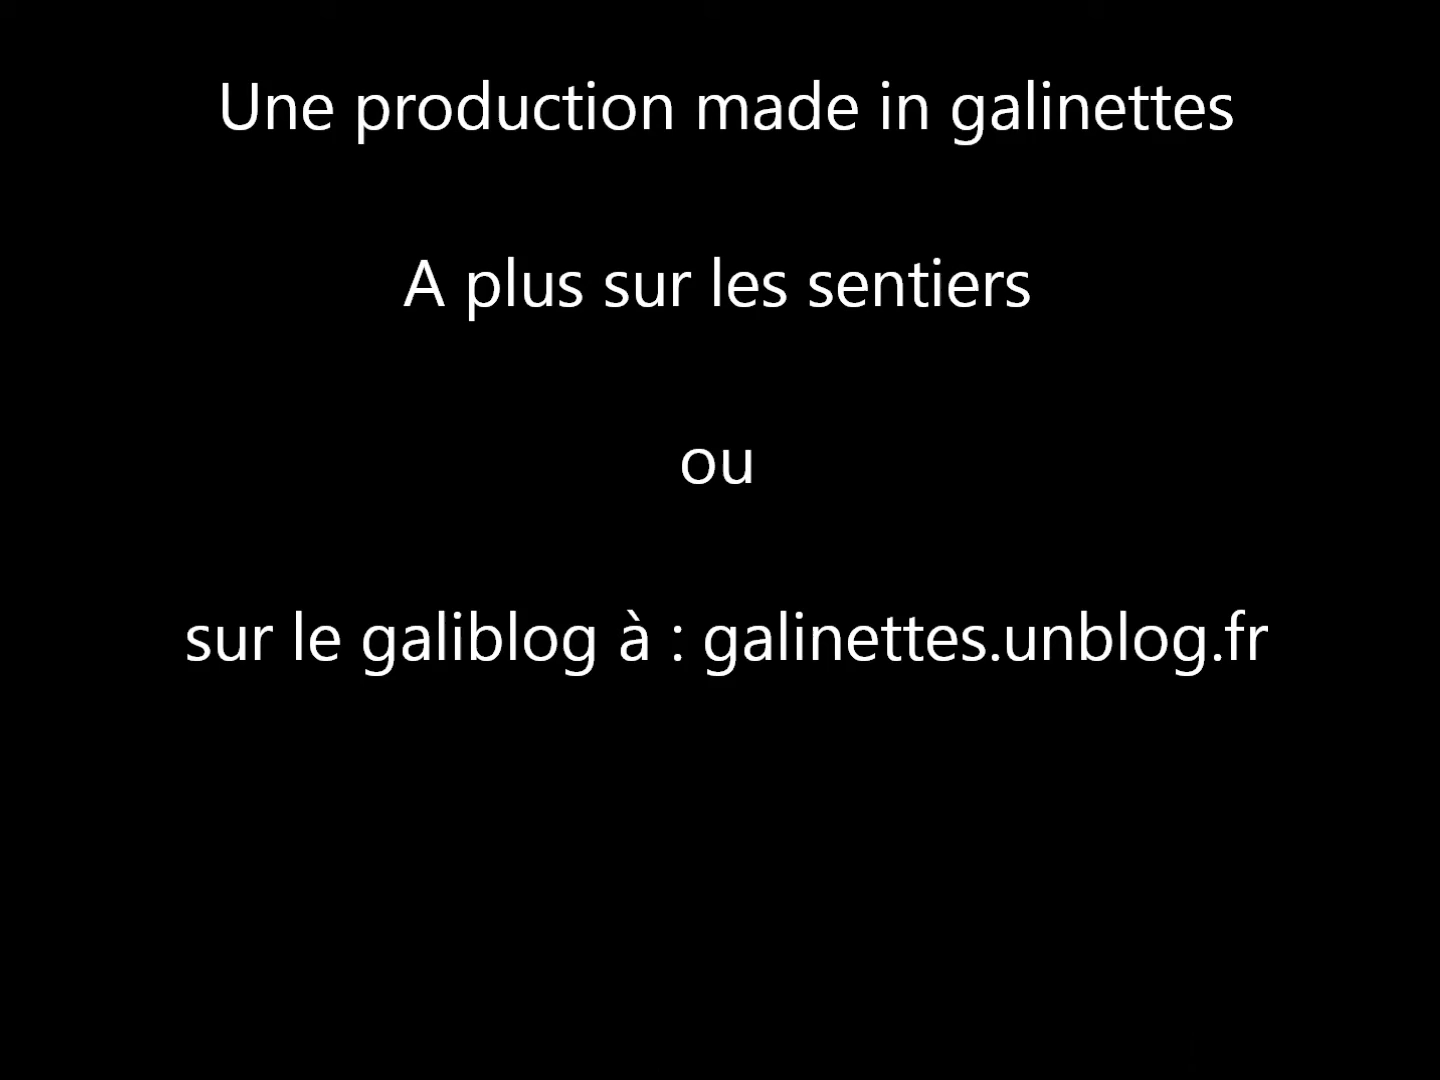 Une production made in galinettes
A plus sur les sentiers
ou
sur le galiblog à : galinettes.unblog.fr